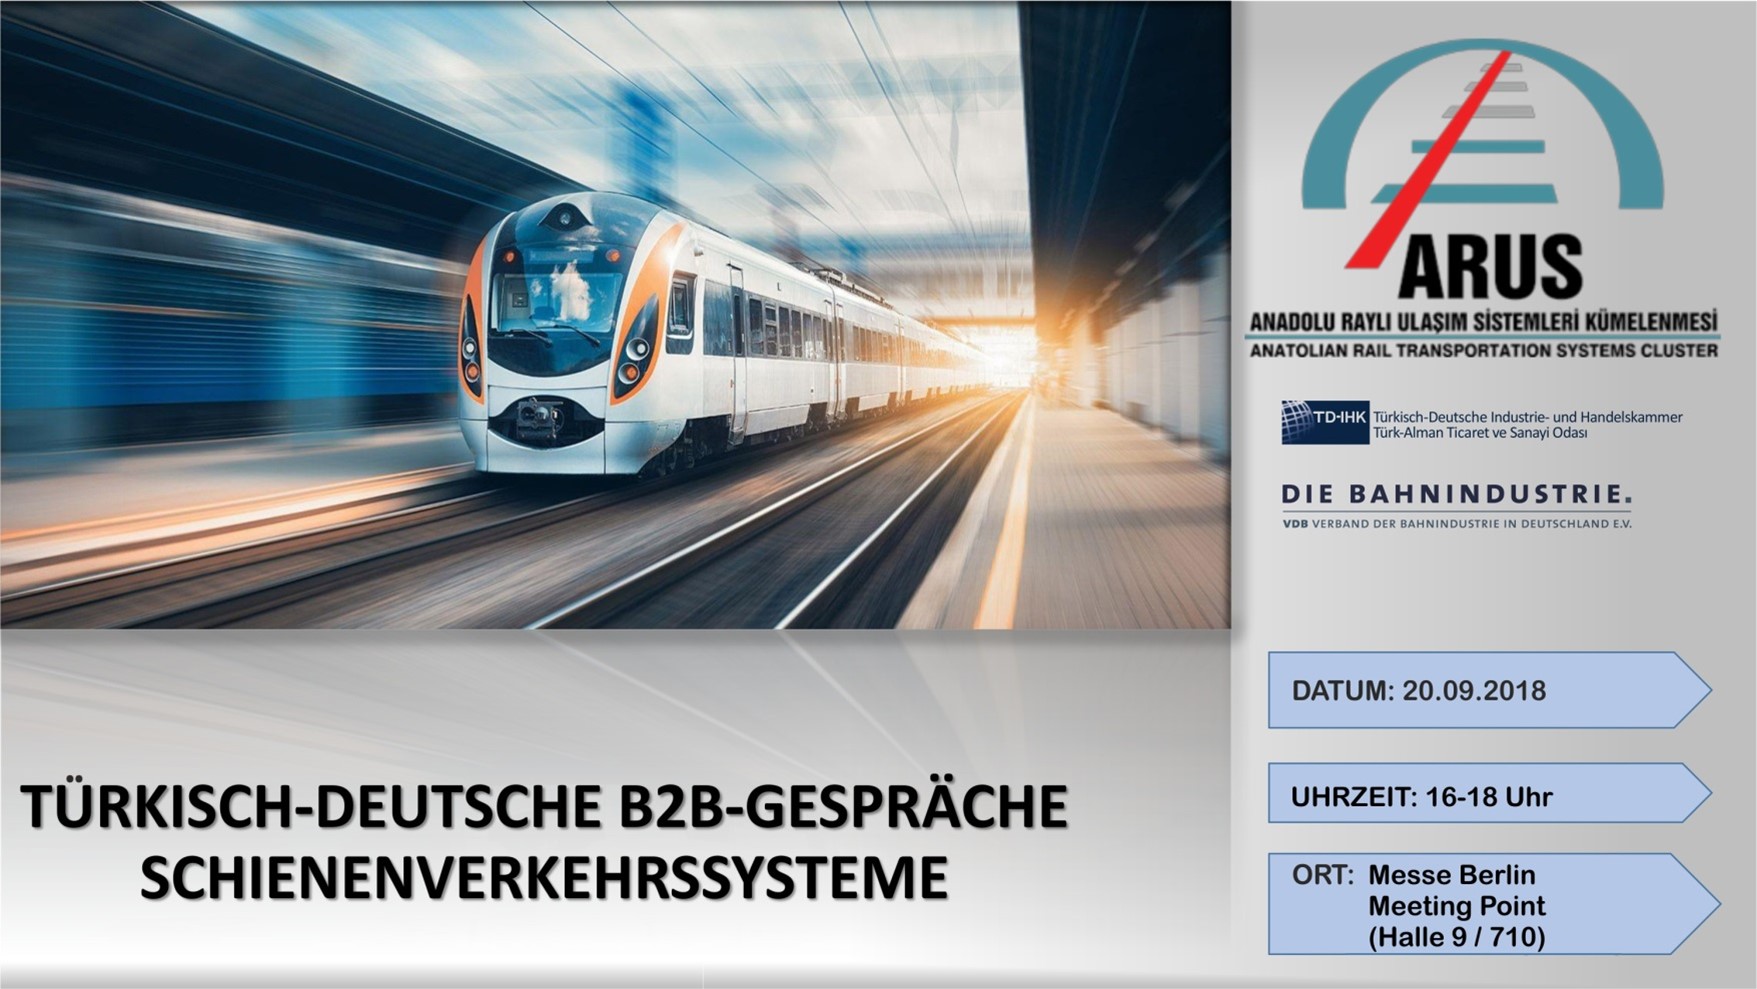 ARUS
ANADOLU RAYLI ULAŞIM SİSTEMLERİ KÜMELENMESİ
ANATOLIAN RAIL TRANSPORTATION SYSTEMS CLUSTER
TD-IHK Türkisch-Deutsche Industrie- und Handelskammer
Türk-Alman Ticaret ve Sanayi Odası
DIE BAHNINDUSTRIE.
VDB VERBAND DER BAHNINDUSTRIE IN DEUTSCHLAND E.V.
DATUM: 20.09.2018
UHRZEIT: 16-18 Uhr
ORT: Messe Berlin
Meeting Point
(Halle 9 / 710)
TÜRKISCH-DEUTSCHE B2B-GESPRÄCHE
SCHIENENVERKEHRSSYSTEME